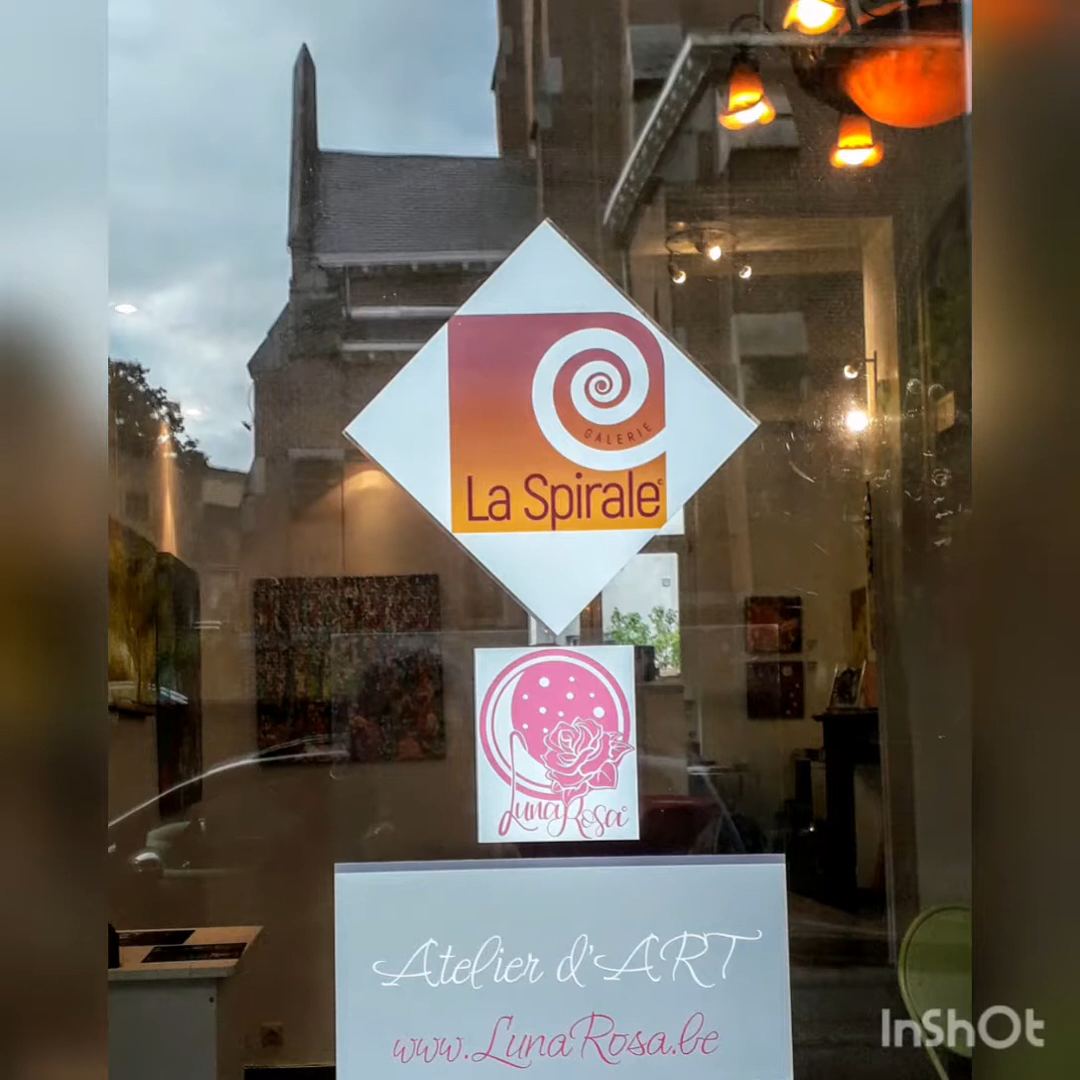 GALERIE
La Spirale©
LunaRosa©
Atelier d'ART
www.LunaRosa.be
InShOt